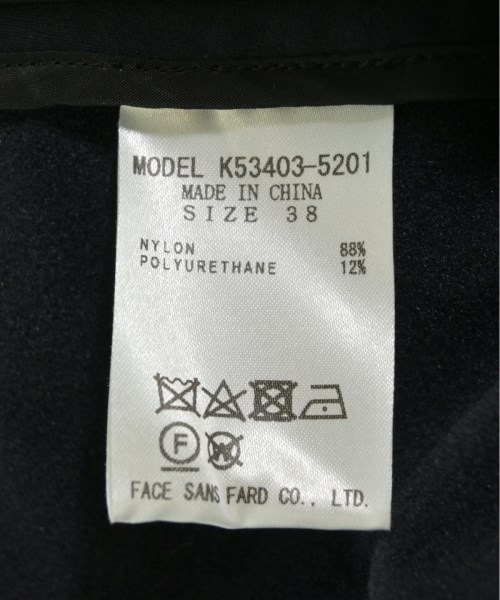 MODEL K53403-5201
MADE IN CHINA
SIZE 38
NYLON 88%
POLYURETHANE 12%
F W
FACE SANS FARD CO., LTD.